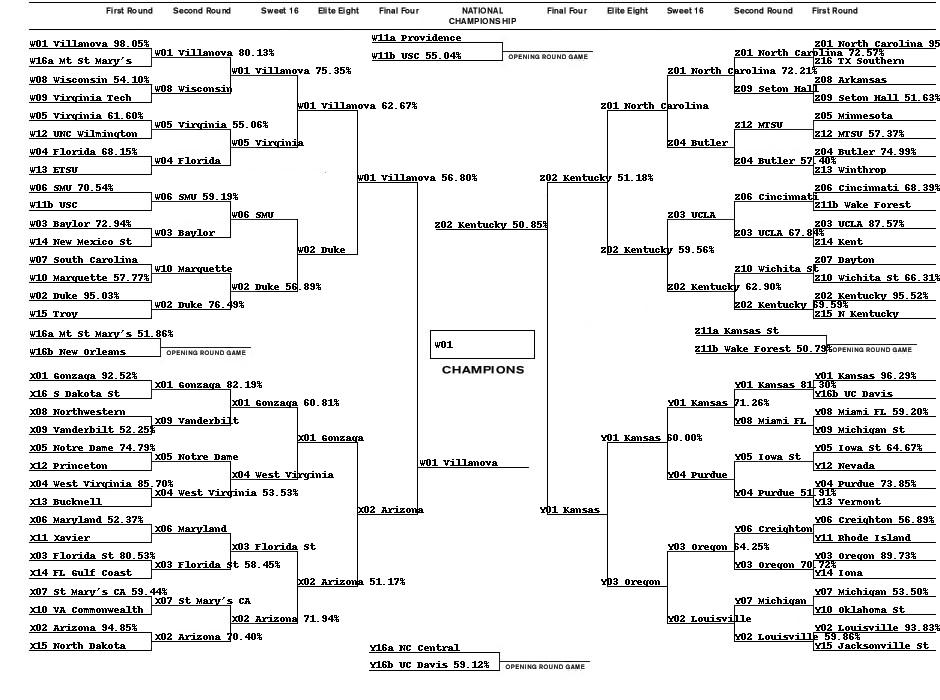 First Round
Second Round
Sweet 16
Elite Eight
Final Four
NATIONAL
CHAMPIONSHIP
Final Four
Elite Eight
Sweet 16
Second Round
First Round
W01 Villanova 98.05%
W16a Mt St Mary's
W08 Wisconsin 54.10%
W09 Virginia Tech
W05 Virginia 61.60%
W12 UNC Wilmington
W04 Florida 68.15%
W13 ETSU
W06 SMU 70.54%
W11b USC
W03 Baylor 72.94%
W14 New Mexico St
W07 South Carolina
W10 Marquette 57.77%
W02 Duke 95.03%
W15 Troy
W16a Mt St Mary's 51.86%
W16b New Orleans
OPENING ROUND GAME
W01 Villanova 80.13%
W08 Wisconsin
W05 Virginia 55.06%
W04 Florida
W06 SMU 59.19%
W03 Baylor
W10 Marquette
W02 Duke 76.49%
W01 Villanova 75.35%
W05 Virginia
W06 SMU
W02 Duke 56.89%
W01 Villanova 62.67%
W02 Duke
W01 Villanova 56.80%
W11a Providence
W11b USC 55.04%
OPENING ROUND GAME
X01 Gonzaga 92.52%
X16 S Dakota St
X08 Northwestern
X09 Vanderbilt 52.25%
X05 Notre Dame 74.79%
X12 Princeton
X04 West Virginia 85.70%
X13 Bucknell
X06 Maryland 52.37%
X11 Xavier
X03 Florida St 80.53%
X14 FL Gulf Coast
X07 St Mary's CA 59.44%
X10 VA Commonwealth
X02 Arizona 94.85%
X15 North Dakota
X01 Gonzaga 82.19%
X09 Vanderbilt
X05 Notre Dame
X04 West Virginia 53.53%
X06 Maryland
X03 Florida St 58.45%
X07 St Mary's CA
X02 Arizona 70.40%
X01 Gonzaga 60.81%
X04 West Virginia
X03 Florida St
X02 Arizona 71.94%
X01 Gonzaga
X02 Arizona 51.17%
X02 Arizona
Z02 Kentucky 50.85%
W01
CHAMPIONS
W01 Villanova
Z02 Kentucky 51.18%
Z01 North Carolina
Z02 Kentucky 59.56%
Z01 North Carolina 72.21%
Z04 Butler
Z03 UCLA
Z02 Kentucky 62.90%
Z01 North Carolina 72.57%
Z09 Seton Hall
Z12 MTSU
Z04 Butler 57.40%
Z06 Cincinnati
Z03 UCLA 67.84%
Z10 Wichita St
Z02 Kentucky 69.59%
Z01 North Carolina 95
Z16 TX Southern
Z08 Arkansas
Z09 Seton Hall 51.63%
Z05 Minnesota
Z12 MTSU 57.37%
Z04 Butler 74.99%
Z13 Winthrop
Z06 Cincinnati 68.39%
Z11b Wake Forest
Z03 UCLA 87.57%
Z14 Kent
Z07 Dayton
Z10 Wichita St 66.31%
Z02 Kentucky 95.52%
Z15 N Kentucky
Z11a Kansas St
Z11b Wake Forest 50.79%
OPENING ROUND GAME
Y01 Kansas
Y01 Kansas 60.00%
Y03 Oregon
Y01 Kansas 71.26%
Y04 Purdue
Y03 Oregon 64.25%
Y02 Louisville
Y01 Kansas 81.30%
Y08 Miami FL
Y05 Iowa St
Y04 Purdue 51.91%
Y06 Creighton
Y03 Oregon 70.72%
Y07 Michigan
Y02 Louisville 59.86%
Y01 Kansas 96.29%
Y16b UC Davis
Y08 Miami FL 59.20%
Y09 Michigan St
Y05 Iowa St 64.67%
Y12 Nevada
Y04 Purdue 73.85%
Y13 Vermont
Y06 Creighton 56.89%
Y11 Rhode Island
Y03 Oregon 89.73%
Y14 Iona
Y07 Michigan 53.50%
Y10 Oklahoma St
Y02 Louisville 93.83%
Y15 Jacksonville St
Y16a NC Central
Y16b UC Davis 59.12%
OPENING ROUND GAME